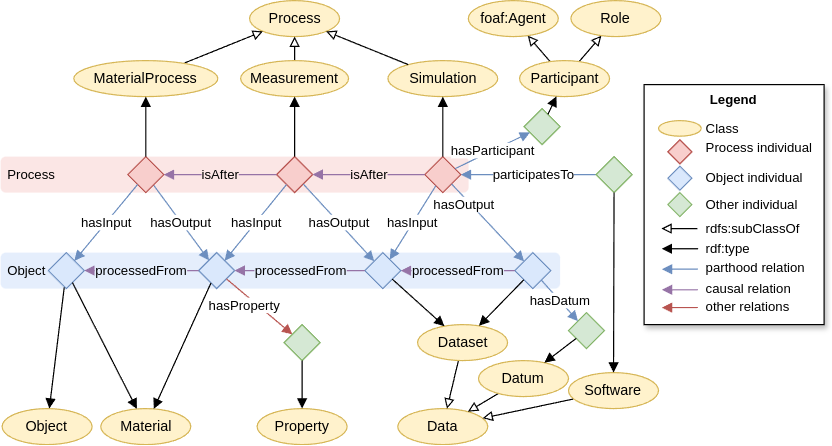 Process
foaf:Agent
Role
MaterialProcess
Measurement
Simulation
Participant
Legend
Class
Process individual
Object individual
Other individual
rdfs:subClassOf
rdf:type
parthood relation
causal relation
other relations
hasParticipant
Process
isAfter
isAfter
participatesTo
hasInput
hasOutput
hasInput
hasOutput
hasInput
hasOutput
Object
processedFrom
processedFrom
processedFrom
hasProperty
hasDatum
Dataset
Datum
Software
Object
Material
Property
Data